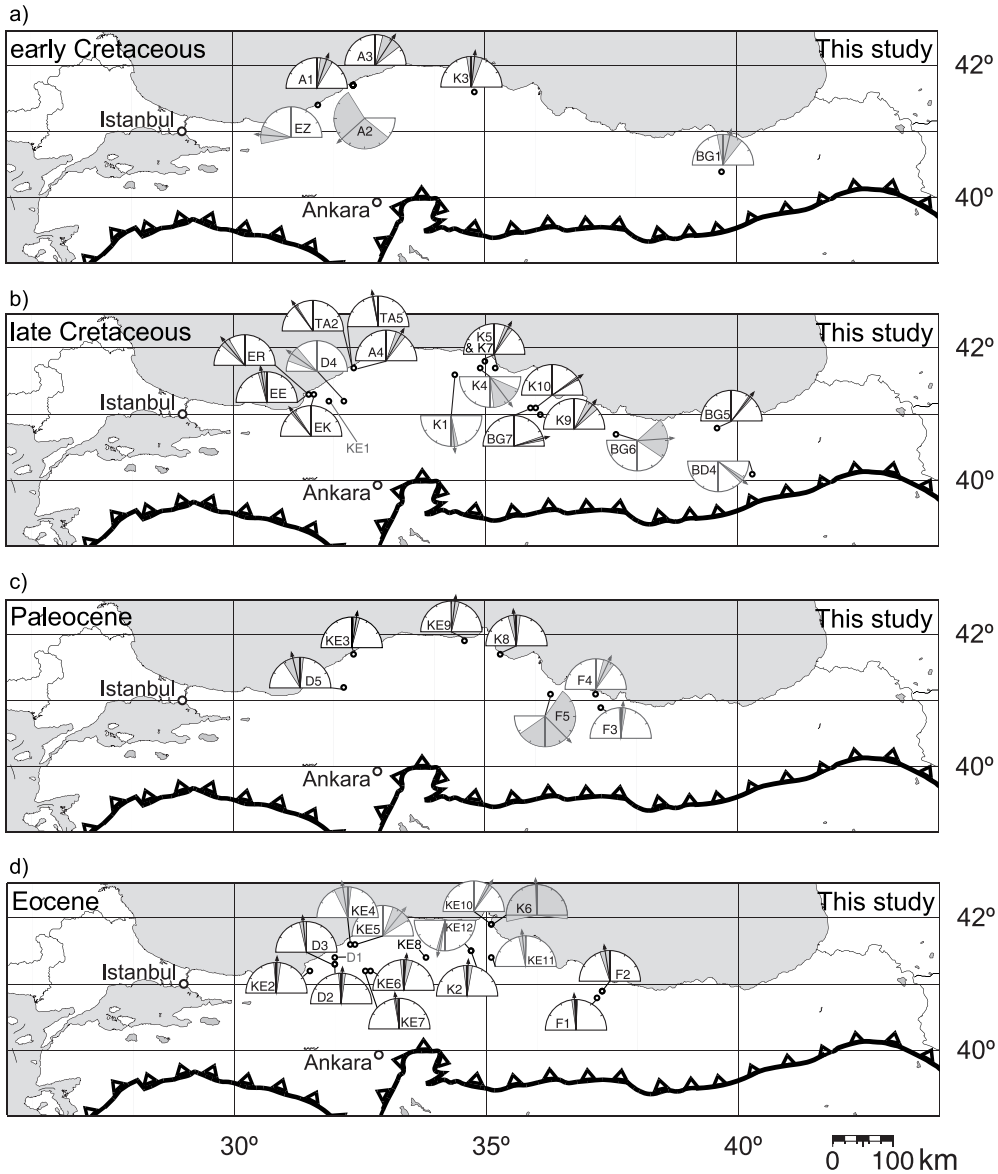 a)
early Cretaceous
This study
A3
A1
K3
42º
Istanbul
EZ
A2
BG1
Ankara
40º
b)
late Cretaceous
This study
TA2
TA5
ER
D4
A4
K5
& K7
42º
EE
K4
K10
Istanbul
EK
KE1
K1
BG7
K9
BG6
BG5
BD4
Ankara
40º
c)
Paleocene
This study
KE9
KE3
K8
42º
D5
F4
Istanbul
F5
F3
Ankara
40º
d)
Eocene
This study
KE4
KE10
K6
KE5
42º
D3
KE8
KE12
D1
KE11
Istanbul
KE2
D2
KE6
K2
F2
KE7
F1
Ankara
40º
30º
35º
40º
0 100 km